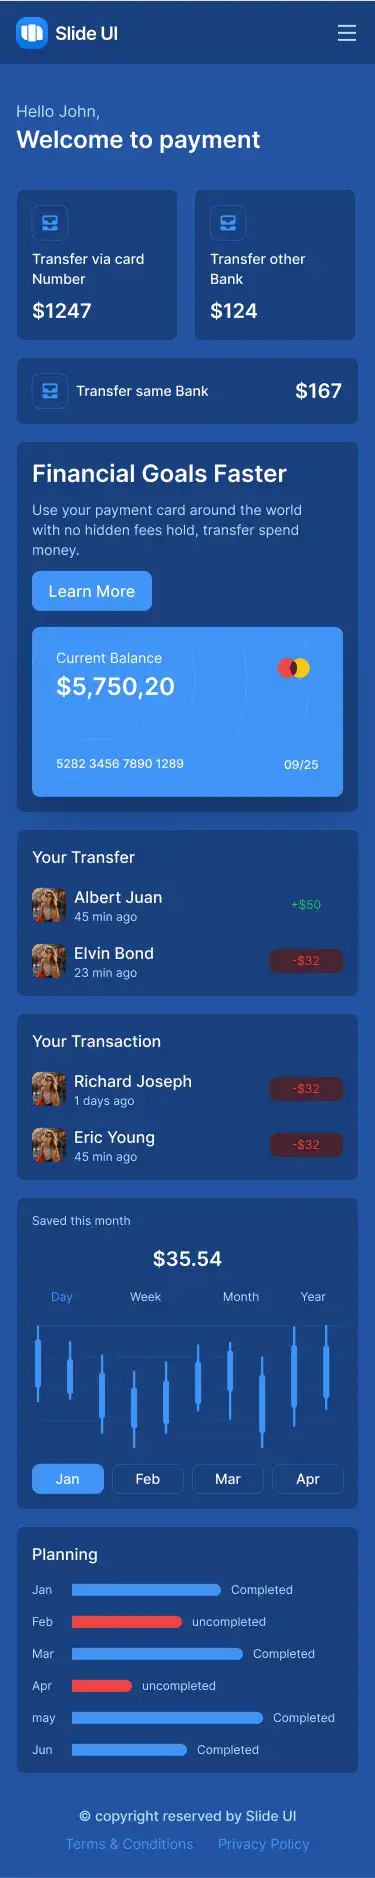 Slide UI
Hello John,
Welcome to payment
Transfer via card
Number
$1247
Transfer other
Bank
$124
Transfer same Bank
$167
Financial Goals Faster
Use your payment card around the world
with no hidden fees hold, transfer spend
money.
Learn More
Current Balance
$5,750,20
5282 3456 7890 1289
09/25
Your Transfer
Albert Juan
45 min ago
+$50
Elvin Bond
23 min ago
-$32
Your Transaction
Richard Joseph
1 days ago
-$32
Eric Young
45 min ago
-$32
Saved this month
$35.54
Day Week Month Year
Jan Feb Mar Apr
Planning
Jan Completed
Feb uncompleted
Mar Completed
Apr uncompleted
may Completed
Jun Completed
© copyright reserved by Slide UI
Terms & Conditions Privacy Policy